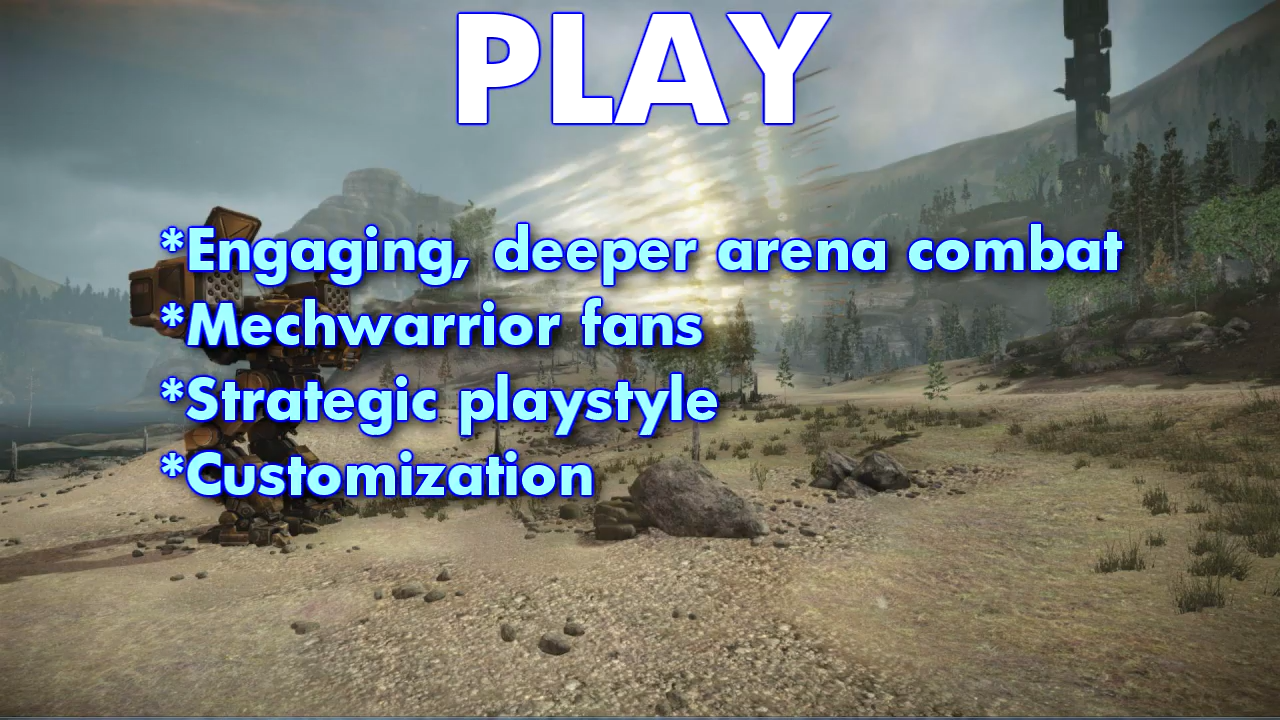 PLAY
*Engaging, deeper arena combat
*Mechwarrior fans
*Strategic playstyle
*Customization